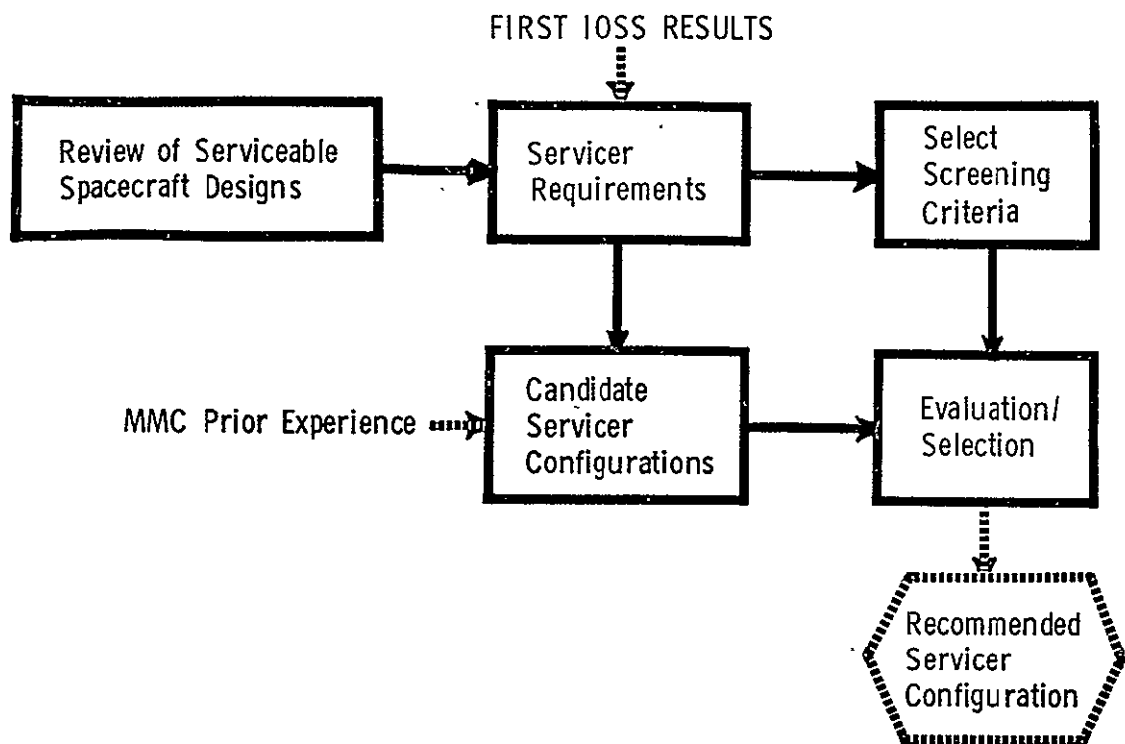 FIRST IOSS RESULTS
Review of Serviceable
Spacecraft Designs
Servicer
Requirements
Select
Screening
Criteria
MMC Prior Experience
Candidate
Servicer
Configurations
Evaluation/
Selection
Recommended
Servicer
Configuration